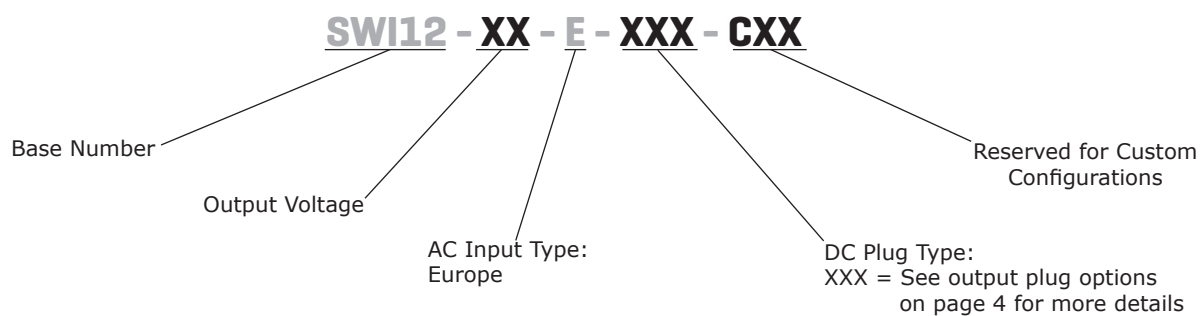 SWI12 - XX - E - XXX - CXX
Base Number
Output Voltage
AC Input Type:
Europe
DC Plug Type:
XXX = See output plug options
on page 4 for more details
Reserved for Custom
Configurations